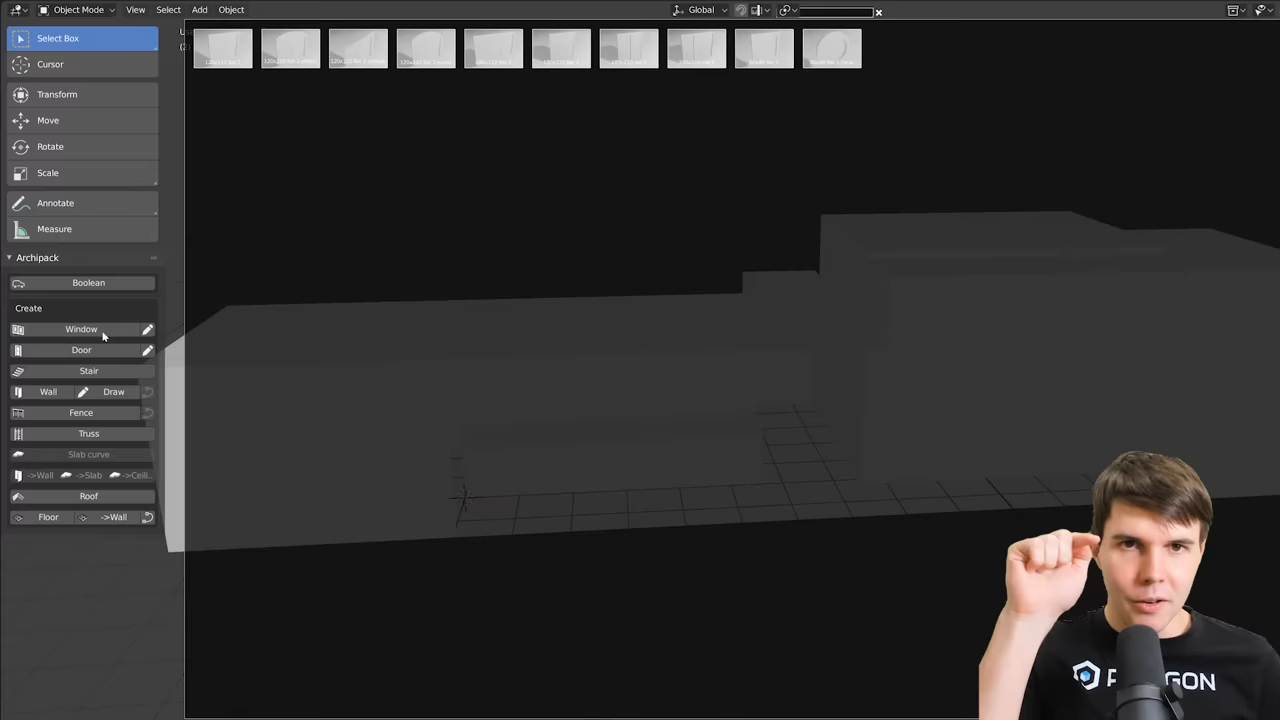 Object Mode View Select Add Object Global
Select Box
Cursor
Transform
Move
Rotate
Scale
Annotate
Measure
Archipack
Boolean
Create
Window
Door
Stair
Wall Draw
Fence
Truss
Slab curve
->Wall ->Slab ->Ceili..
Roof
Floor ->Wall